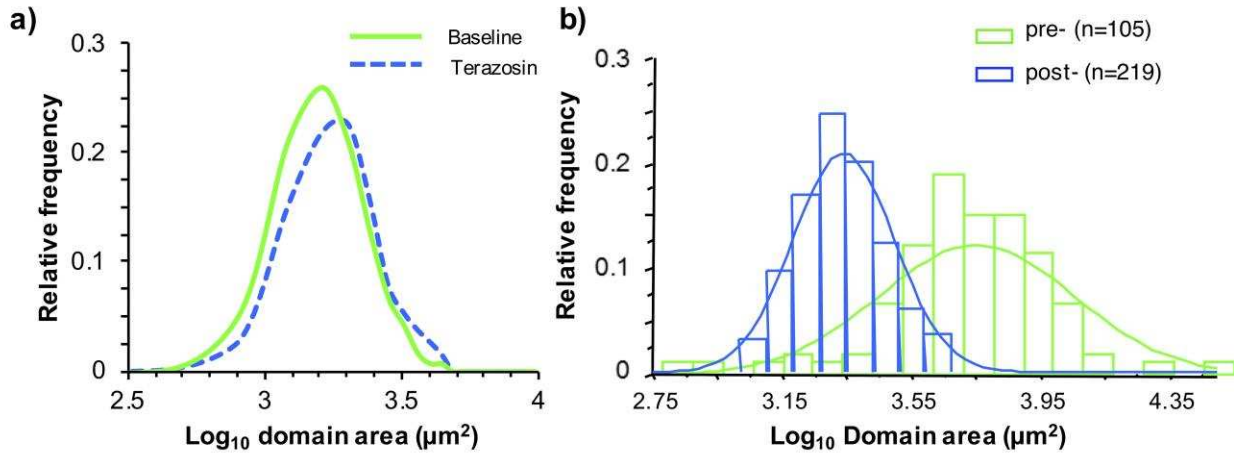 a)
Baseline
Terazosin
Relative frequency
0.3
0.2
0.1
0
2.5 3 3.5 4
Log₁₀ domain area (µm²)
b)
pre- (n=105)
post- (n=219)
Relative frequency
0.3
0.2
0.1
0
2.75 3.15 3.55 3.95 4.35
Log₁₀ Domain area (µm²)